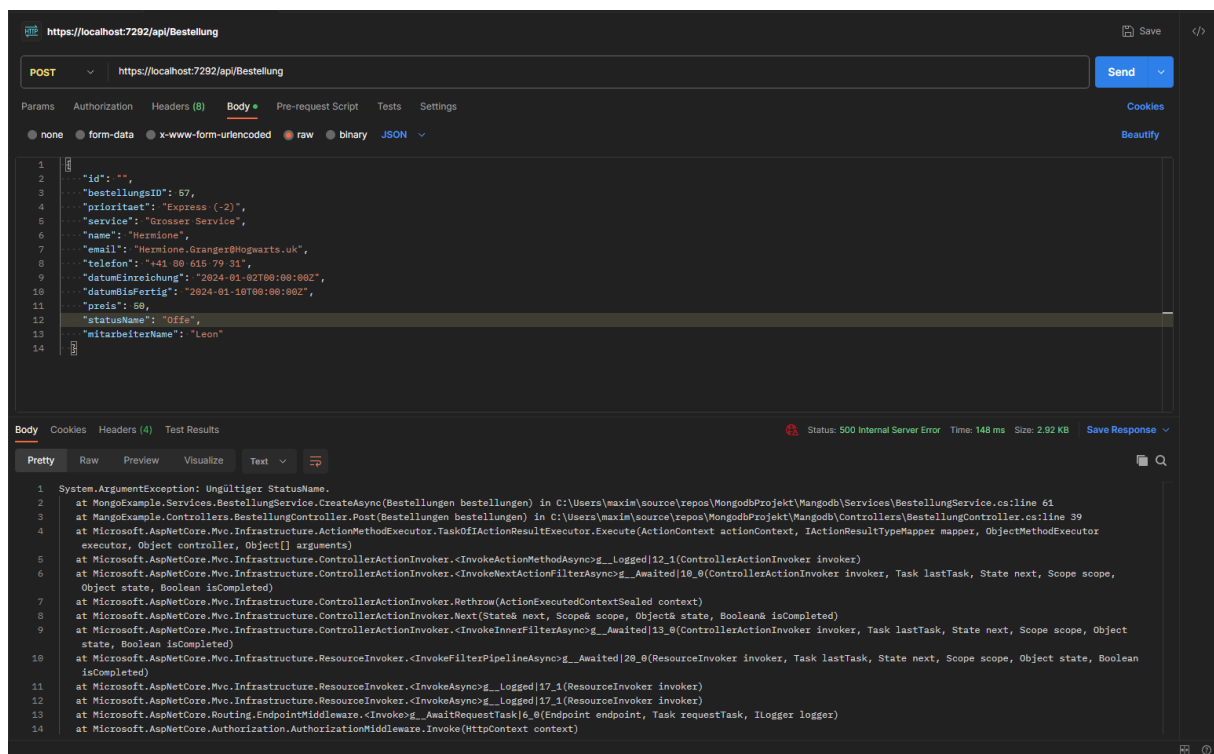 HTTP https://localhost:7292/api/Bestellung Save </>
POST https://localhost:7292/api/Bestellung Send
Params Authorization Headers (8) Body Pre-request Script Tests Settings Cookies
none form-data x-www-form-urlencoded raw binary JSON Beautify
1 {
2 "id": "",
3 "bestellungsID": 57,
4 "prioritaet": "Express (-2)",
5 "service": "Grosser Service",
6 "name": "Hermione",
7 "email": "Hermione.Granger@Hogwarts.uk",
8 "telefon": "+41 80 615 79 31",
9 "datumEinreichung": "2024-01-02T00:00:00Z",
10 "datumBisFertig": "2024-01-10T00:00:00Z",
11 "preis": 50,
12 "statusName": "Offe",
13 "mitarbeiterName": "Leon"
14 }
Body Cookies Headers (4) Test Results Status: 500 Internal Server Error Time: 148 ms Size: 2.92 KB Save Response
Pretty Raw Preview Visualize Text
1 System.ArgumentException: Ungültiger StatusName.
2 at MongoExample.Services.BestellungService.CreateAsync(Bestellungen bestellungen) in C:\Users\maxim\source\repos\MongodbProjekt\Mangodb\Services\BestellungService.cs:line 61
3 at MangoExample.Controllers.BestellungController.Post(Bestellungen bestellungen) in C:\Users\maxim\source\repos\MongodbProjekt\Mangodb\Controllers\BestellungController.cs:line 39
4 at Microsoft.AspNetCore.Mvc.Infrastructure.ActionMethodExecutor.TaskOfIActionResultExecutor.Execute(ActionContext actionContext, IActionResultTypeMapper mapper, ObjectMethodExecutor
executor, Object controller, Object[] arguments)
5 at Microsoft.AspNetCore.Mvc.Infrastructure.ControllerActionInvoker.<InvokeActionMethodAsync>g__Logged|12_1(ControllerActionInvoker invoker)
6 at Microsoft.AspNetCore.Mvc.Infrastructure.ControllerActionInvoker.<InvokeNextActionFilterAsync>g__Awaited|10_0(ControllerActionInvoker invoker, Task lastTask, State next, Scope scope,
Object state, Boolean isCompleted)
7 at Microsoft.AspNetCore.Mvc.Infrastructure.ControllerActionInvoker.Rethrow(ActionExecutedContextSealed context)
8 at Microsoft.AspNetCore.Mvc.Infrastructure.ControllerActionInvoker.Next(State& next, Scope& scope, Object& state, Boolean& isCompleted)
9 at Microsoft.AspNetCore.Mvc.Infrastructure.ControllerActionInvoker.<InvokeInnerFilterAsync>g__Awaited|13_0(ControllerActionInvoker invoker, Task lastTask, State next, Scope scope, Object
state, Boolean isCompleted)
10 at Microsoft.AspNetCore.Mvc.Infrastructure.ResourceInvoker.<InvokeFilterPipelineAsync>g__Awaited|20_0(ResourceInvoker invoker, Task lastTask, State next, Scope scope, Object state, Boolean
isCompleted)
11 at Microsoft.AspNetCore.Mvc.Infrastructure.ResourceInvoker.<InvokeAsync>g__Logged|17_1(ResourceInvoker invoker)
12 at Microsoft.AspNetCore.Mvc.Infrastructure.ResourceInvoker.<InvokeAsync>g__Logged|17_1(ResourceInvoker invoker)
13 at Microsoft.AspNetCore.Routing.EndpointMiddleware.<Invoke>g__AwaitRequestTask|6_0(Endpoint endpoint, Task requestTask, ILogger logger)
14 at Microsoft.AspNetCore.Authorization.AuthorizationMiddleware.Invoke(HttpContext context)